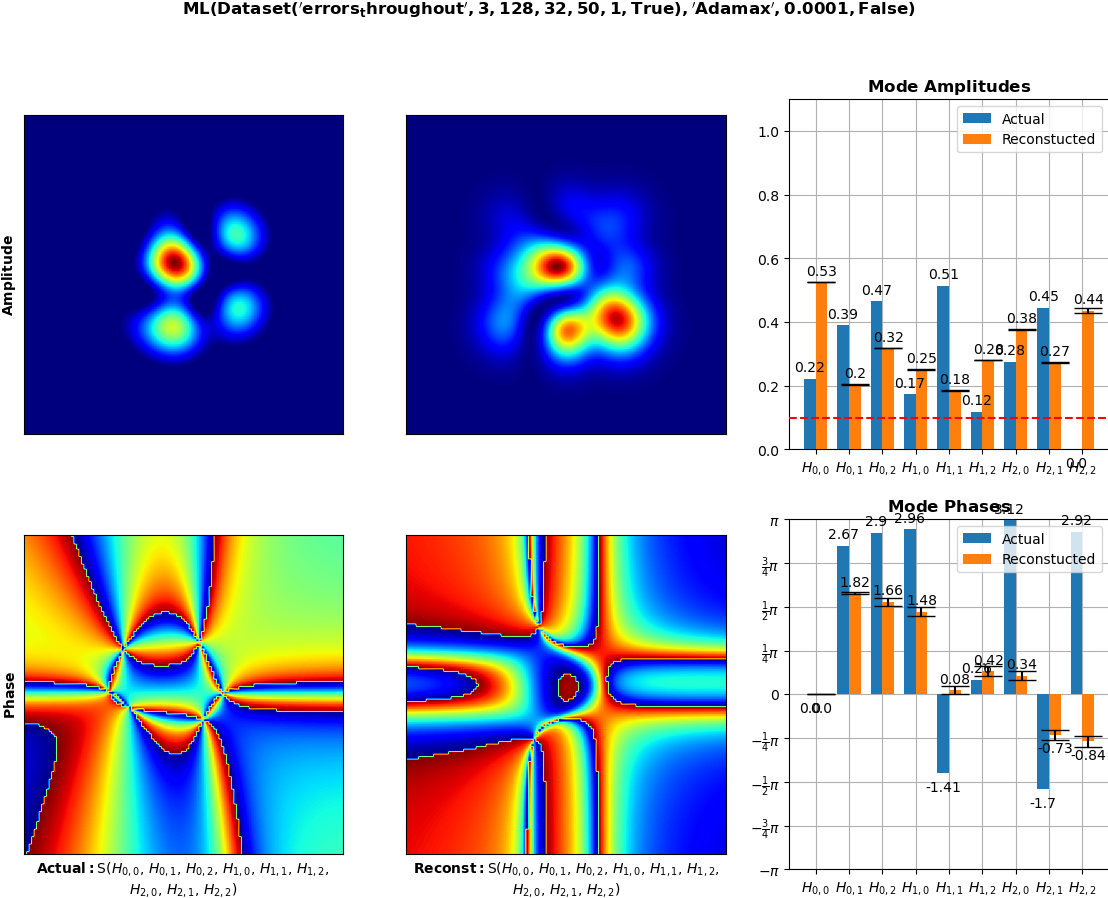 ML(Dataset('errors_throughout', 3, 128, 32, 50, 1, True), 'Adamax', 0.0001, False)
Amplitude
Mode Amplitudes
Actual
Reconstucted
1.0
0.8
0.6
0.4
0.2
0.0
0.22
0.53
0.39
0.2
0.47
0.32
0.17
0.25
0.51
0.18
0.12
0.28
0.28
0.38
0.45
0.27
0.0
0.44
H0,0 H0,1 H0,2 H1,0 H1,1 H1,2 H2,0 H2,1 H2,2
Phase
Mode Phases
Actual
Reconstucted
π
3/4π
1/2π
1/4π
0
−1/4π
−1/2π
−3/4π
−π
0.0
0.0
2.67
1.82
2.9
1.66
2.96
1.48
-1.41
0.08
0.26
0.42
3.12
0.34
-1.7
-0.73
2.92
-0.84
H0,0 H0,1 H0,2 H1,0 H1,1 H1,2 H2,0 H2,1 H2,2
Actual: S(H0,0, H0,1, H0,2, H1,0, H1,1, H1,2,
H2,0, H2,1, H2,2)
Reconst: S(H0,0, H0,1, H0,2, H1,0, H1,1, H1,2,
H2,0, H2,1, H2,2)